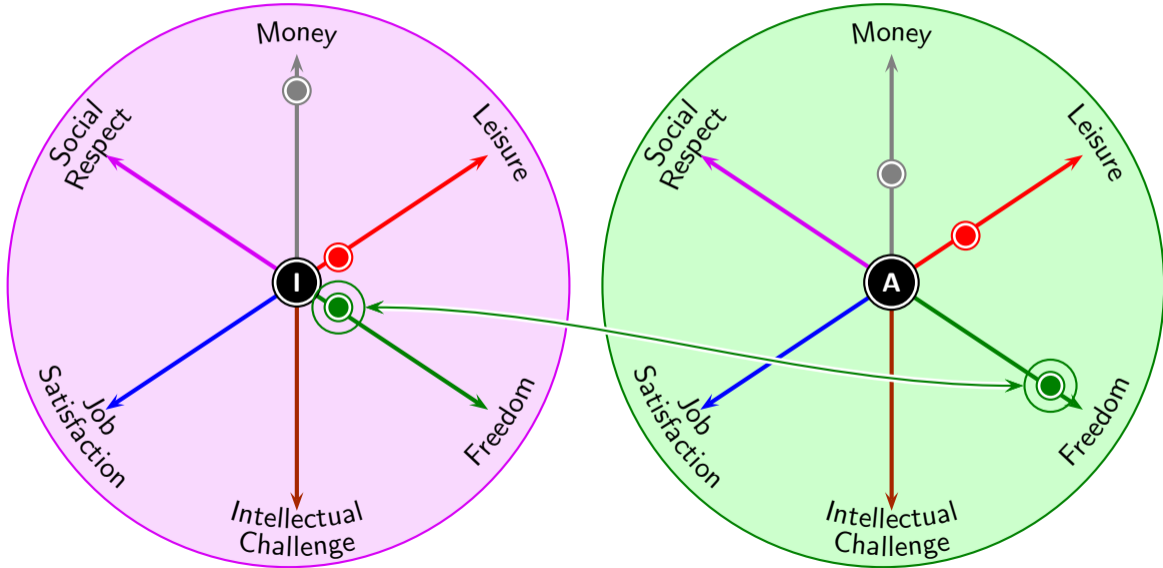 Money
Social
Respect
Leisure
I
Job
Satisfaction
Freedom
Intellectual
Challenge
Money
Social
Respect
Leisure
A
Job
Satisfaction
Freedom
Intellectual
Challenge